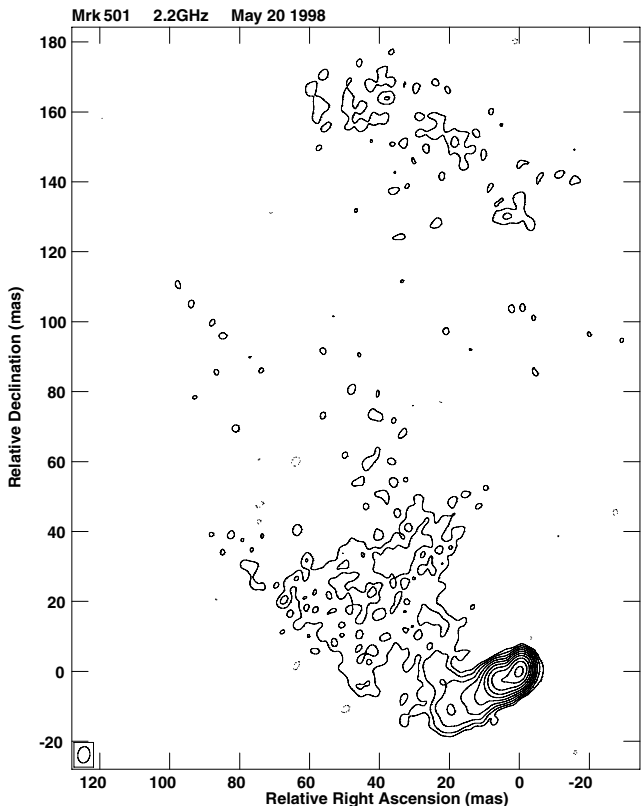 Mrk 501 2.2GHz May 20 1998
180
160
140
120
100
80
60
40
20
0
-20
Relative Declination (mas)
120 100 80 60 40 20 0 -20
Relative Right Ascension (mas)